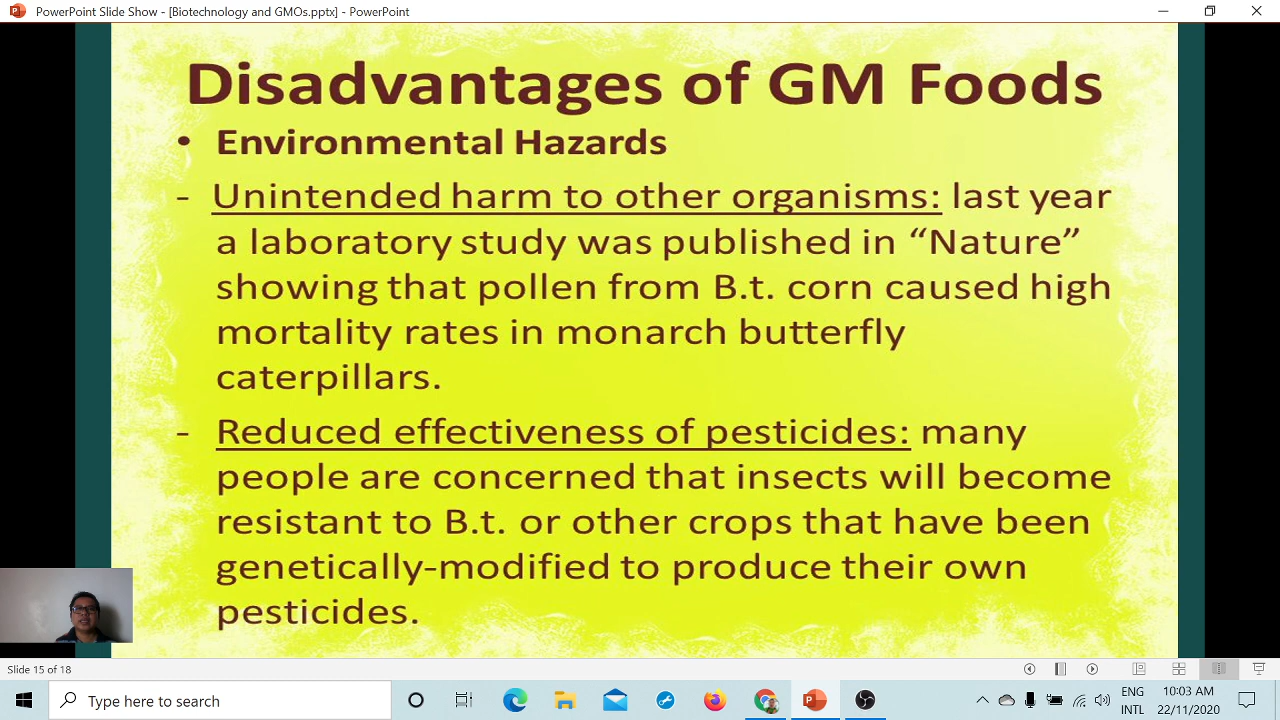 PowerPoint Slide Show - [Biotechnology and GMOs.pptx] - PowerPoint
Disadvantages of GM Foods
• Environmental Hazards
- Unintended harm to other organisms: last year
a laboratory study was published in “Nature”
showing that pollen from B.t. corn caused high
mortality rates in monarch butterfly
caterpillars.
- Reduced effectiveness of pesticides: many
people are concerned that insects will become
resistant to B.t. or other crops that have been
genetically-modified to produce their own
pesticides.
Slide 15 of 18
Type here to search
ENG
INTL
10:03 AM
22/11/2020